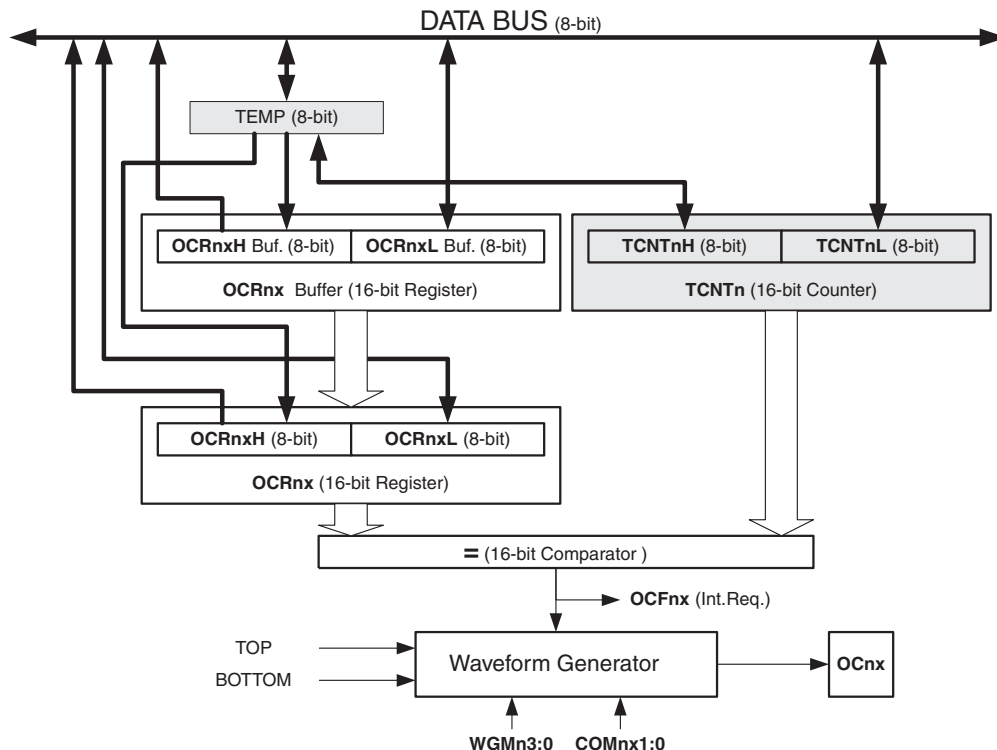 DATA BUS (8-bit)
TEMP (8-bit)
OCRnxH Buf. (8-bit)
OCRnxL Buf. (8-bit)
TCNTnH (8-bit)
TCNTnL (8-bit)
OCRnx Buffer (16-bit Register)
TCNTn (16-bit Counter)
OCRnxH (8-bit)
OCRnxL (8-bit)
OCRnx (16-bit Register)
= (16-bit Comparator )
OCFnx (Int.Req.)
TOP
BOTTOM
Waveform Generator
OCnx
WGMn3:0
COMnx1:0